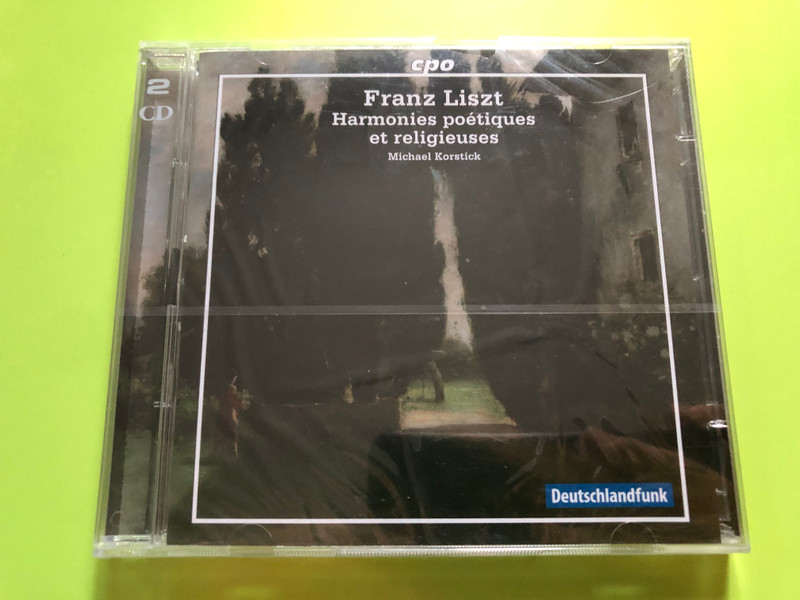 cpo
2
CD
Franz Liszt
Harmonies poétiques
et religieuses
Michael Korstick
Deutschlandfunk